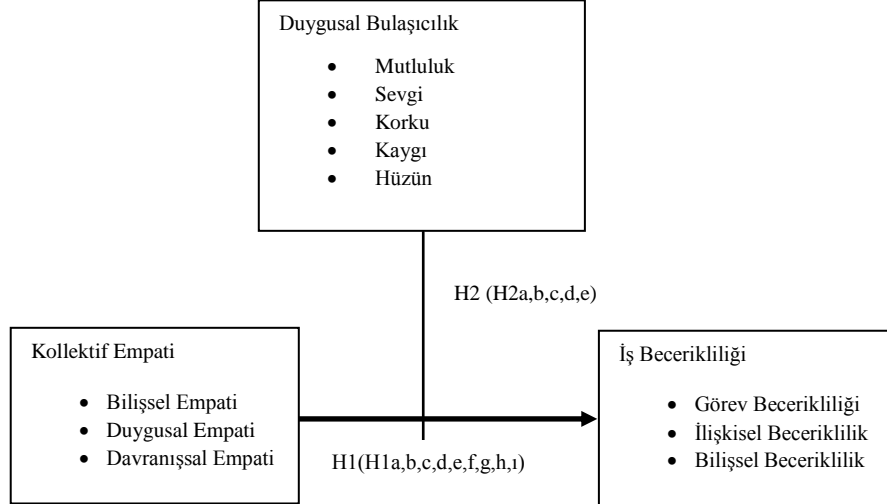 Duygusal Bulaşıcılık
• Mutluluk
• Sevgi
• Korku
• Kaygı
• Hüzün
H2 (H2a,b,c,d,e)
Kollektif Empati
• Bilişsel Empati
• Duygusal Empati
• Davranışsal Empati
H1(H1a,b,c,d,e,f,g,h,ı)
İş Becerikliliği
• Görev Becerikliliği
• İlişkisel Beceriklilik
• Bilişsel Beceriklilik